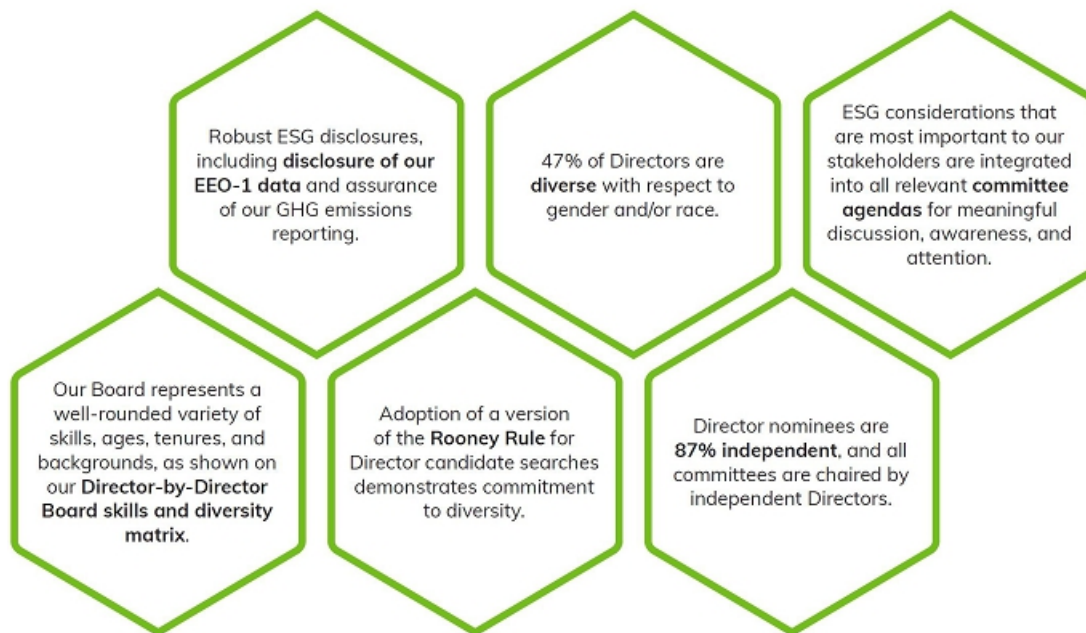 Robust ESG disclosures,
including disclosure of our
EEO-1 data and assurance
of our GHG emissions
reporting.
47% of Directors are
diverse with respect to
gender and/or race.
ESG considerations that
are most important to our
stakeholders are integrated
into all relevant committee
agendas for meaningful
discussion, awareness, and
attention.
Our Board represents a
well-rounded variety of
skills, ages, tenures, and
backgrounds, as shown on
our Director-by-Director
Board skills and diversity
matrix.
Adoption of a version
of the Rooney Rule for
Director candidate searches
demonstrates commitment
to diversity.
Director nominees are
87% independent, and all
committees are chaired by
independent Directors.